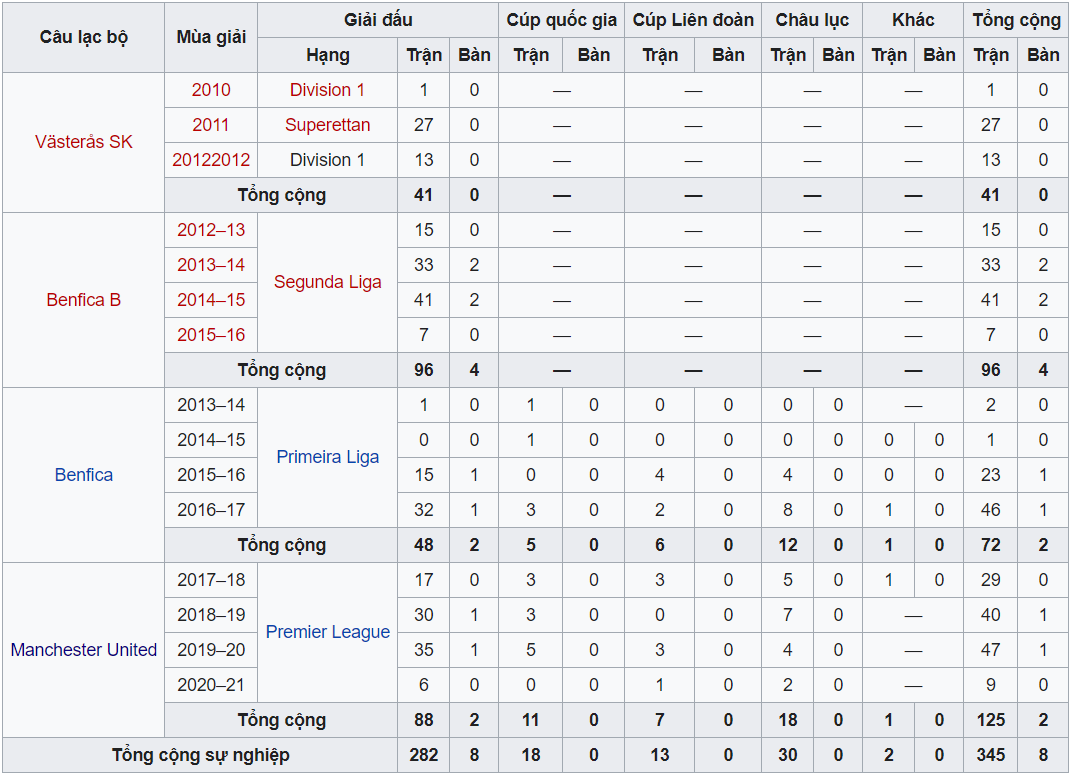 Câu lạc bộ Mùa giải Giải đấu Cúp quốc gia Cúp Liên đoàn Châu lục Khác Tổng cộng
Hạng Trận Bàn Trận Bàn Trận Bàn Trận Bàn Trận Bàn Trận Bàn
Västerås SK 2010 Division 1 1 0 — — — — 1 0
2011 Superettan 27 0 — — — — 27 0
20122012 Division 1 13 0 — — — — 13 0
Tổng cộng 41 0 — — — — 41 0
Benfica B 2012–13 Segunda Liga 15 0 — — — — 15 0
2013–14 33 2 — — — — 33 2
2014–15 41 2 — — — — 41 2
2015–16 7 0 — — — — 7 0
Tổng cộng 96 4 — — — — 96 4
Benfica 2013–14 Primeira Liga 1 0 1 0 0 0 0 0 — 2 0
2014–15 0 0 1 0 0 0 0 0 0 0 1 0
2015–16 15 1 0 0 4 0 4 0 0 0 23 1
2016–17 32 1 3 0 2 0 8 0 1 0 46 1
Tổng cộng 48 2 5 0 6 0 12 0 1 0 72 2
Manchester United 2017–18 Premier League 17 0 3 0 3 0 5 0 1 0 29 0
2018–19 30 1 3 0 0 0 7 0 — 40 1
2019–20 35 1 5 0 3 0 4 0 — 47 1
2020–21 6 0 0 0 1 0 2 0 — 9 0
Tổng cộng 88 2 11 0 7 0 18 0 1 0 125 2
Tổng cộng sự nghiệp 282 8 18 0 13 0 30 0 2 0 345 8